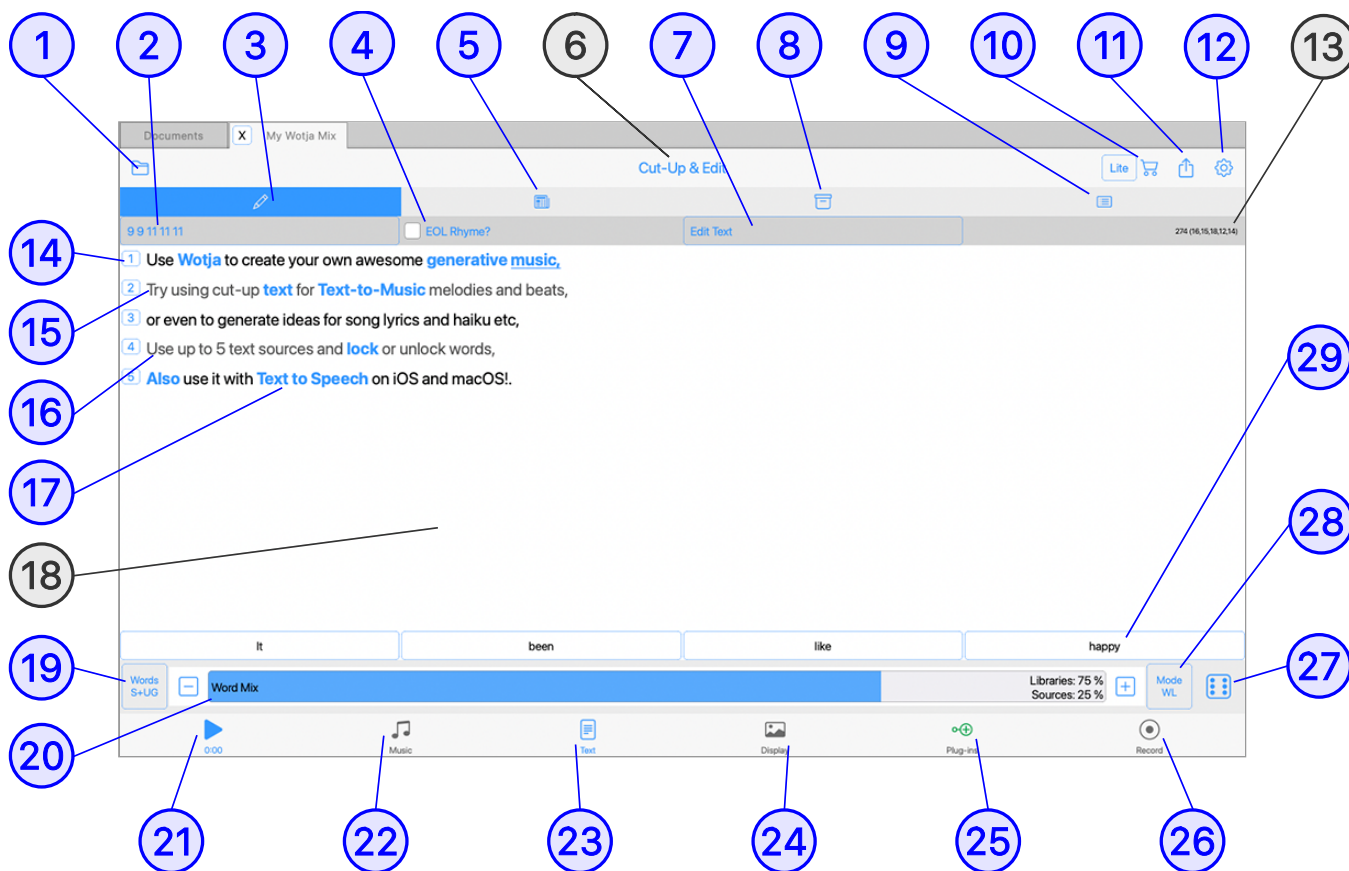 1 2 3 4 5 6 7 8 9 10 11 12 13
Documents X My Wotja Mix
Cut-Up & Edit Lite
9 9 11 11 11 EOL Rhyme? Edit Text 274 (16,15,18,12,14)
14
1 Use Wotja to create your own awesome generative music,
15
2 Try using cut-up text for Text-to-Music melodies and beats,
3 or even to generate ideas for song lyrics and haiku etc,
29
4 Use up to 5 text sources and lock or unlock words,
16
5 Also use it with Text to Speech on iOS and macOS!.
17
28
18
It been like happy
19
Words S+UG
− Word Mix Libraries: 75 % Sources: 25 % +
Mode WL
27
20
0:00 Music Text Display Plug-ins Record
21 22 23 24 25 26